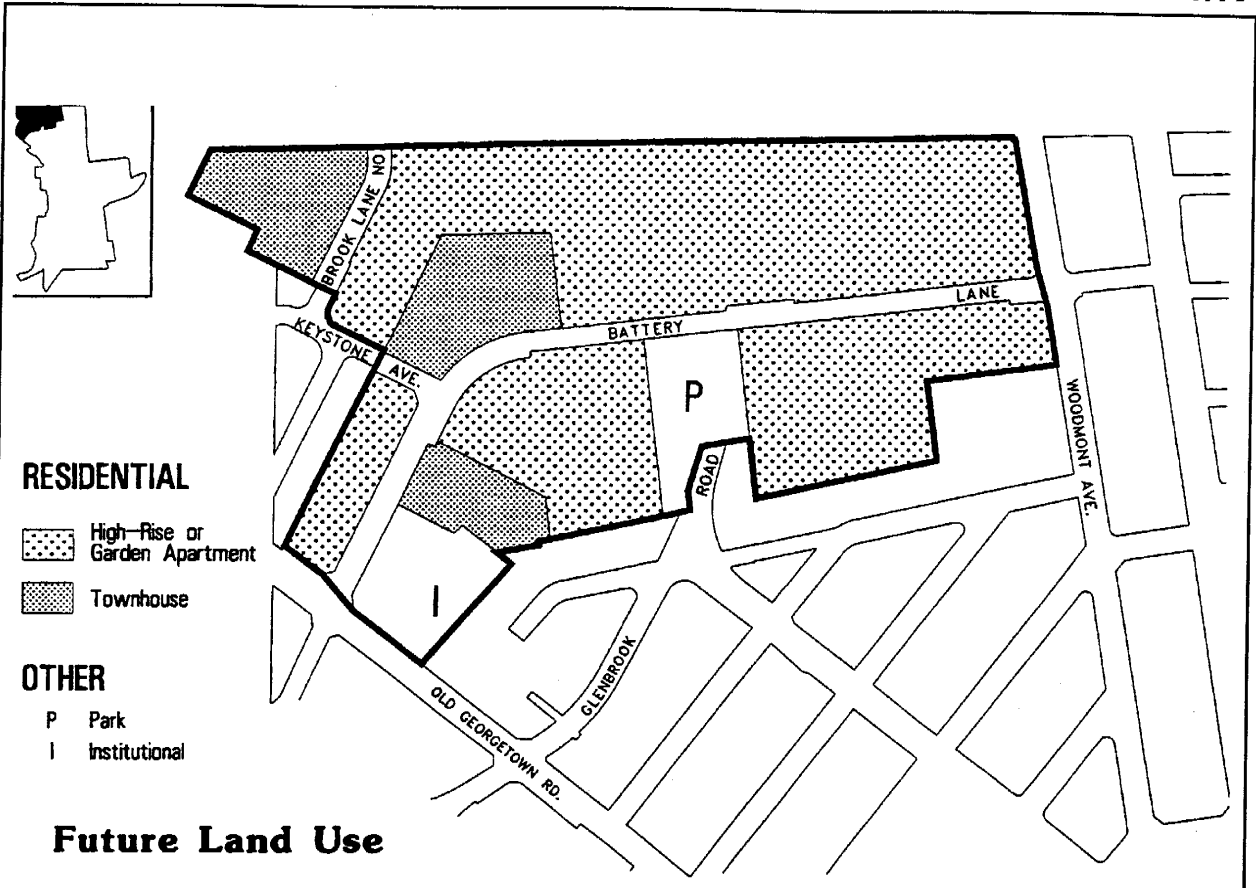 BROOK LANE NO
KEYSTONE AVE.
BATTERY LANE
P
ROAD
WOODMONT AVE.
I
GLENBROOK
OLD GEORGETOWN RD.
RESIDENTIAL
High-Rise or
Garden Apartment
Townhouse
OTHER
P Park
I Institutional
Future Land Use